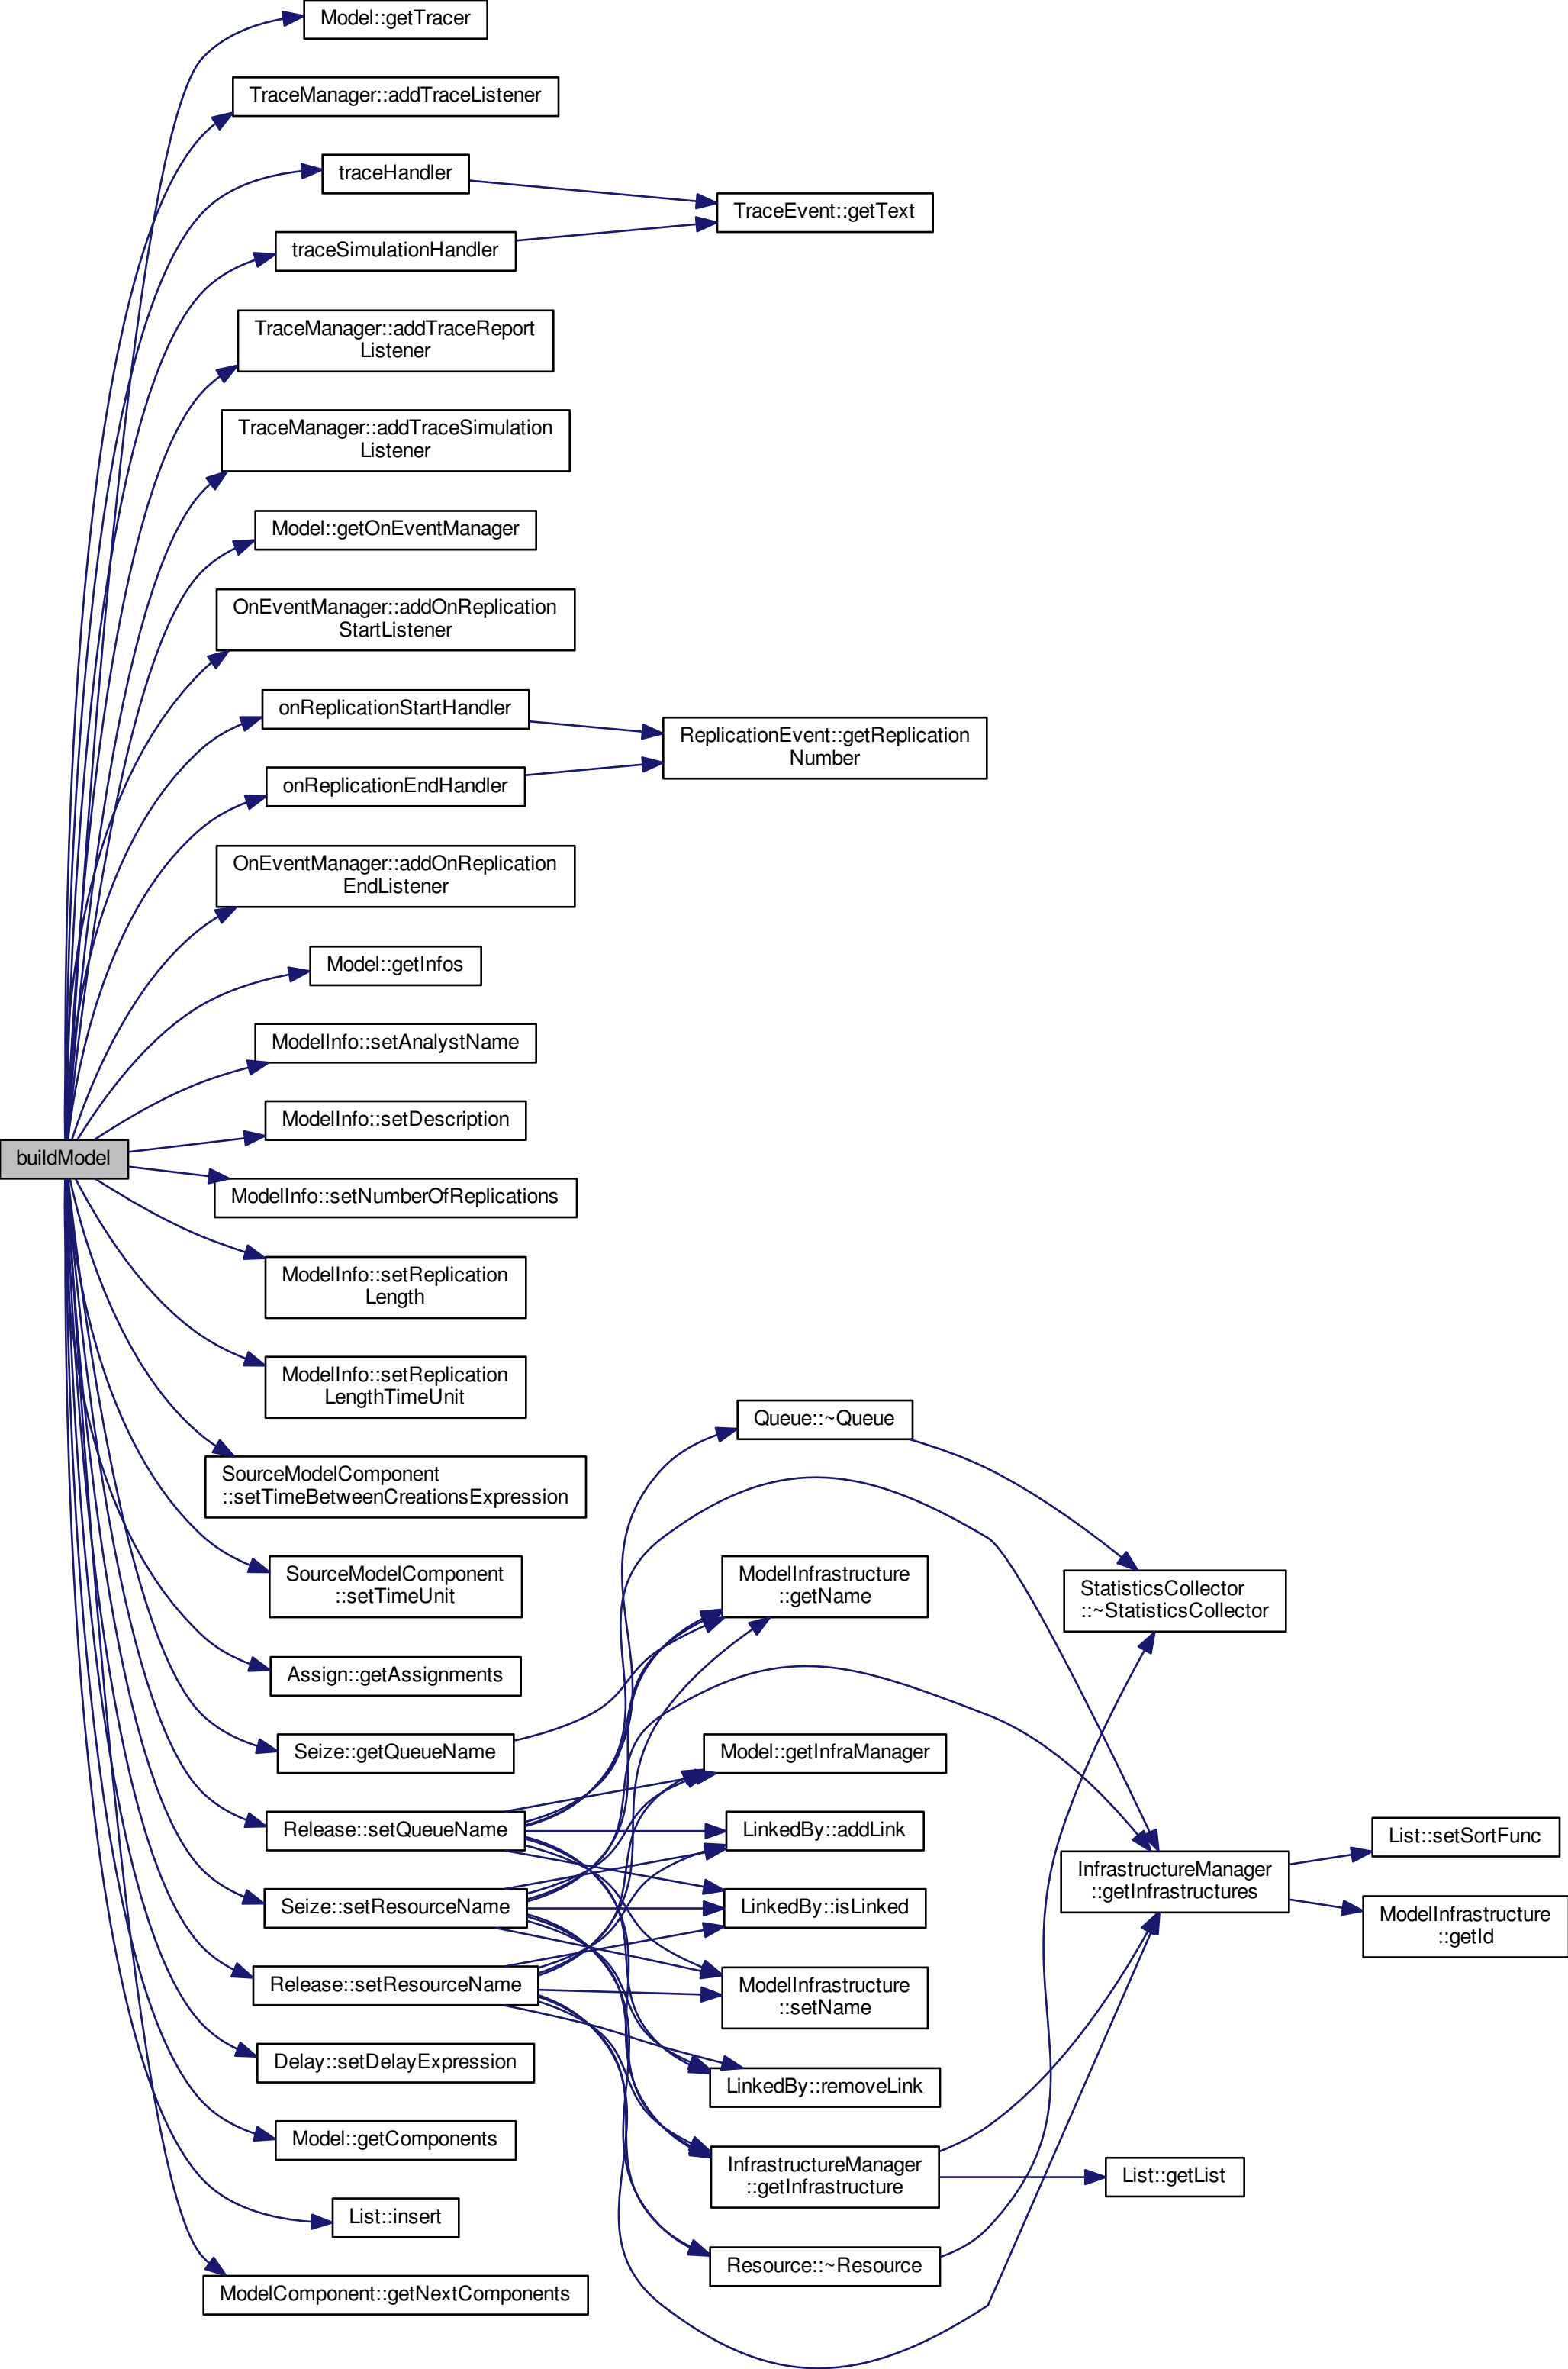 Model::getTracer
TraceManager::addTraceListener
traceHandler
TraceEvent::getText
traceSimulationHandler
TraceManager::addTraceReport
Listener
TraceManager::addTraceSimulation
Listener
Model::getOnEventManager
OnEventManager::addOnReplication
StartListener
onReplicationStartHandler
ReplicationEvent::getReplication
Number
onReplicationEndHandler
OnEventManager::addOnReplication
EndListener
Model::getInfos
ModelInfo::setAnalystName
ModelInfo::setDescription
buildModel
ModelInfo::setNumberOfReplications
ModelInfo::setReplication
Length
ModelInfo::setReplication
LengthTimeUnit
Queue::~Queue
SourceModelComponent
::setTimeBetweenCreationsExpression
SourceModelComponent
::setTimeUnit
ModelInfrastructure
::getName
StatisticsCollector
::~StatisticsCollector
Assign::getAssignments
Seize::getQueueName
Model::getInfraManager
Release::setQueueName
LinkedBy::addLink
List::setSortFunc
InfrastructureManager
::getInfrastructures
Seize::setResourceName
LinkedBy::isLinked
ModelInfrastructure
::getId
Release::setResourceName
ModelInfrastructure
::setName
Delay::setDelayExpression
LinkedBy::removeLink
Model::getComponents
InfrastructureManager
::getInfrastructure
List::getList
List::insert
Resource::~Resource
ModelComponent::getNextComponents